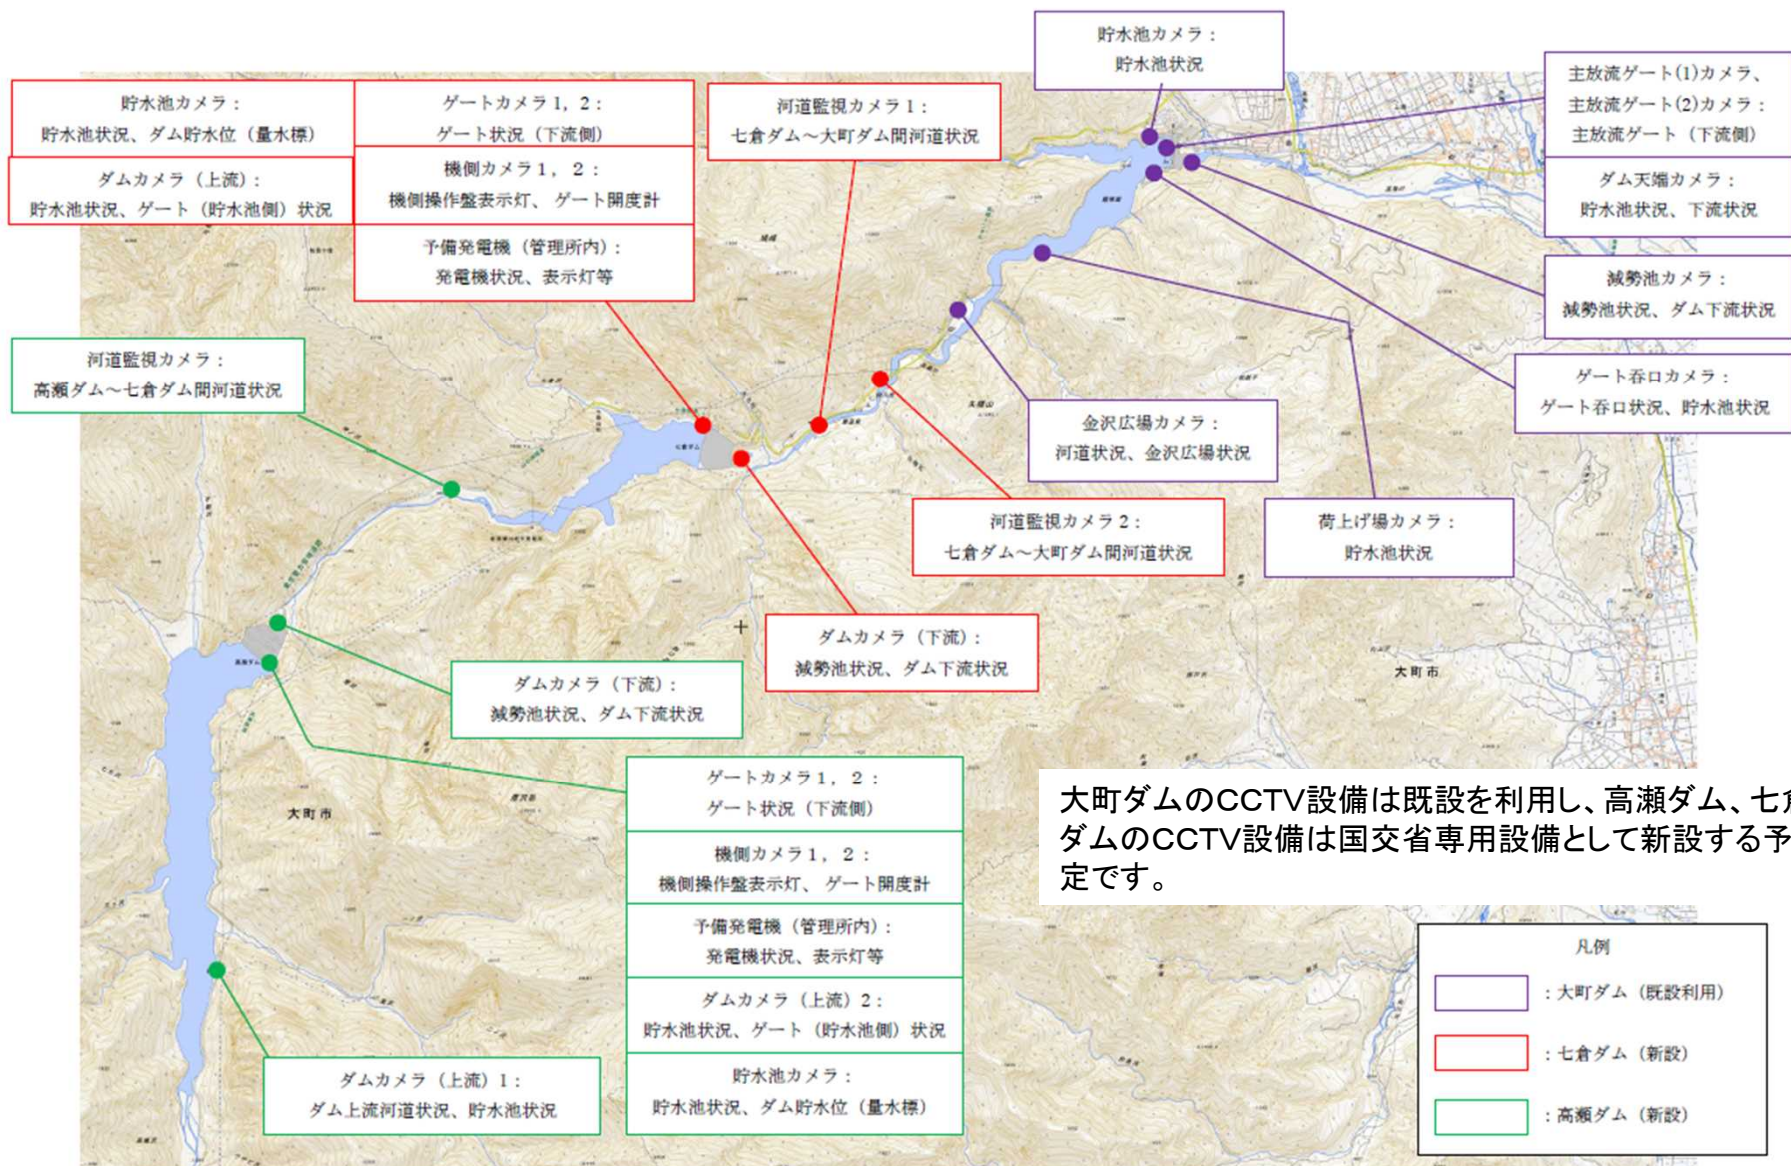 貯水池カメラ：
貯水池状況、ダム貯水位（量水標）
ダムカメラ（上流）：
貯水池状況、ゲート（貯水池側）状況
ゲートカメラ１，２：
ゲート状況（下流側）
機側カメラ１，２：
機側操作盤表示灯、ゲート開度計
予備発電機（管理所内）：
発電機状況、表示灯等
河道監視カメラ１：
七倉ダム～大町ダム間河道状況
貯水池カメラ：
貯水池状況
主放流ゲート(1)カメラ、
主放流ゲート(2)カメラ：
主放流ゲート（下流側）
ダム天端カメラ：
貯水池状況、下流状況
減勢池カメラ：
減勢池状況、ダム下流状況
ゲート呑口カメラ：
ゲート呑口状況、貯水池状況
河道監視カメラ：
高瀬ダム～七倉ダム間河道状況
金沢広場カメラ：
河道状況、金沢広場状況
河道監視カメラ２：
七倉ダム～大町ダム間河道状況
荷上げ場カメラ：
貯水池状況
ダムカメラ（下流）：
減勢池状況、ダム下流状況
ダムカメラ（下流）：
減勢池状況、ダム下流状況
七倉ダム
高瀬ダム
大町市
大町市
ゲートカメラ１，２：
ゲート状況（下流側）
機側カメラ１，２：
機側操作盤表示灯、ゲート開度計
予備発電機（管理所内）：
発電機状況、表示灯等
ダムカメラ（上流）２：
貯水池状況、ゲート（貯水池側）状況
貯水池カメラ：
貯水池状況、ダム貯水位（量水標）
ダムカメラ（上流）１：
ダム上流河道状況、貯水池状況
大町ダムのCCTV設備は既設を利用し、高瀬ダム、七倉
ダムのCCTV設備は国交省専用設備として新設する予
定です。
凡例
：大町ダム（既設利用）
：七倉ダム（新設）
：高瀬ダム（新設）